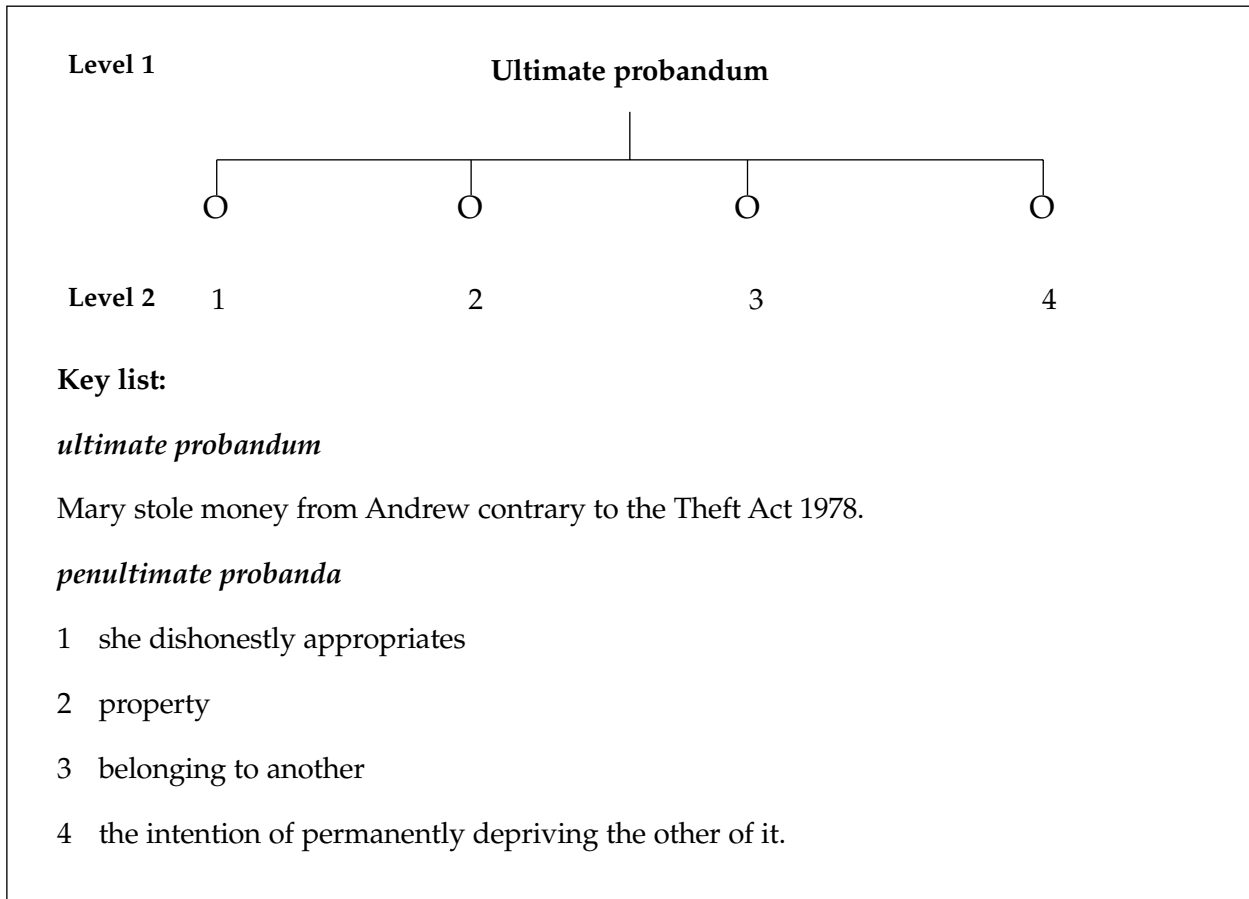 Level 1
Ultimate probandum
O O O O
Level 2 1 2 3 4
Key list:
ultimate probandum
Mary stole money from Andrew contrary to the Theft Act 1978.
penultimate probanda
1 she dishonestly appropriates
2 property
3 belonging to another
4 the intention of permanently depriving the other of it.